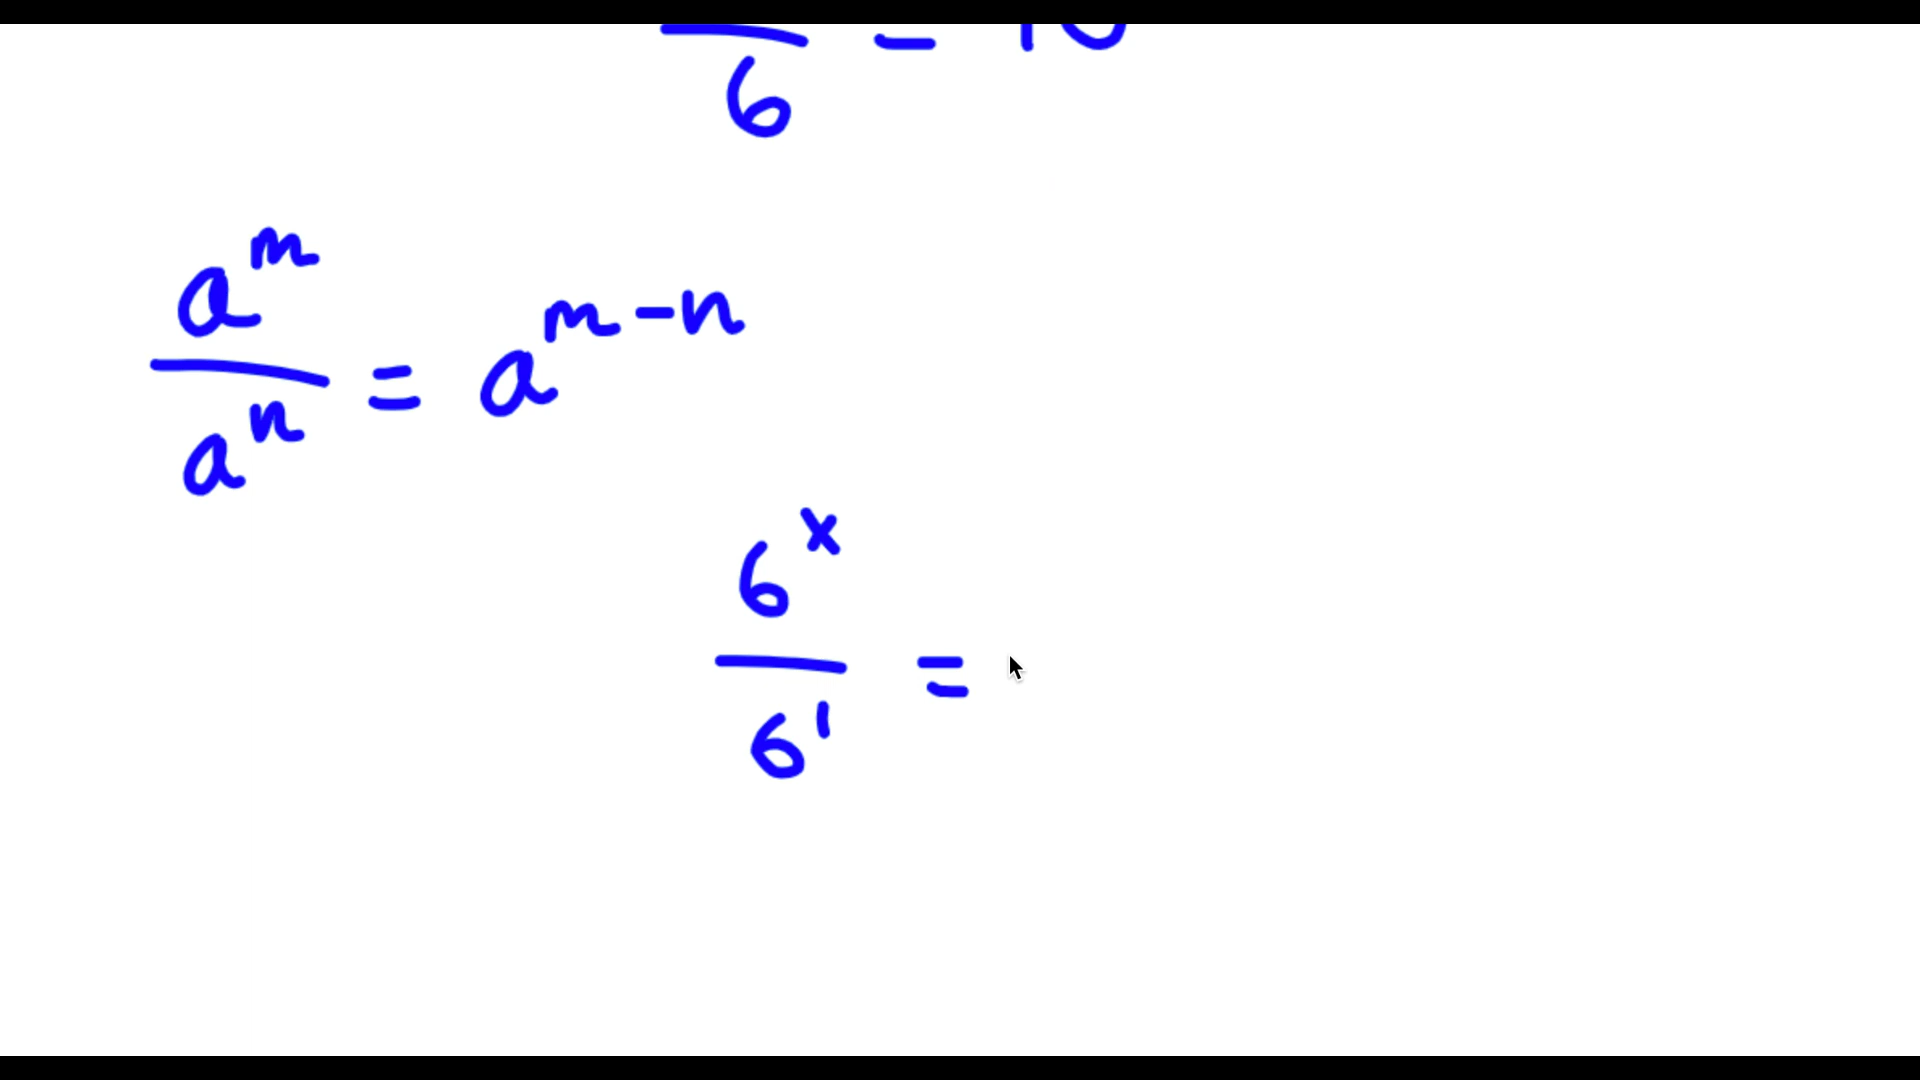 6
a^m / a^n = a^{m-n}
6^x / 6^1 =